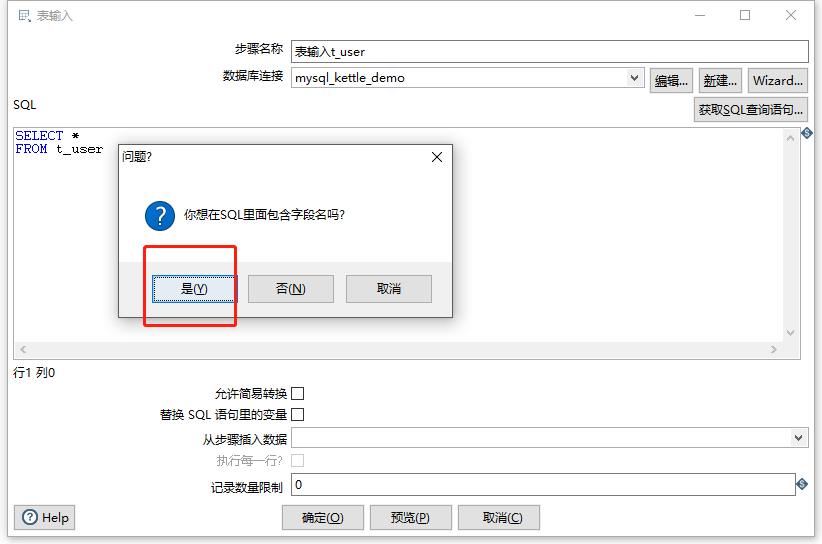 表输入
步骤名称 表输入t_user
数据库连接 mysql_kettle_demo 编辑... 新建... Wizard...
SQL 获取SQL查询语句...
SELECT *
FROM t_user
问题?
你想在SQL里面包含字段名吗?
是(Y) 否(N) 取消
行1 列0
允许简易转换
替换 SQL 语句里的变量
从步骤插入数据
执行每一行?
记录数量限制 0
Help 确定(O) 预览(P) 取消(C)